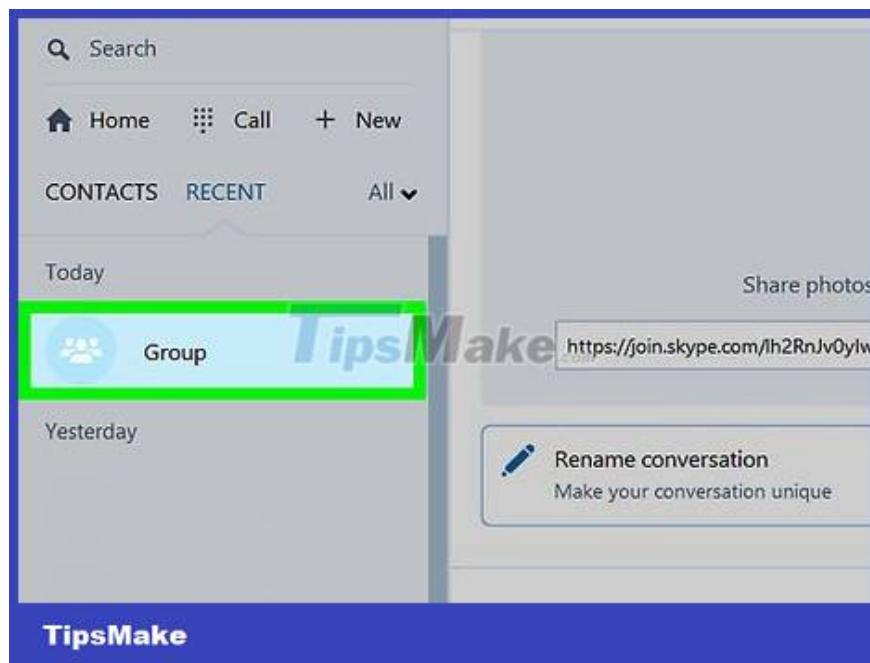 Search
Home Call + New
CONTACTS RECENT All
Today
Group
Yesterday
Share photos
https://join.skype.com/lh2RnJv0ylw
Rename conversation
Make your conversation unique
TipsMake
TipsMake